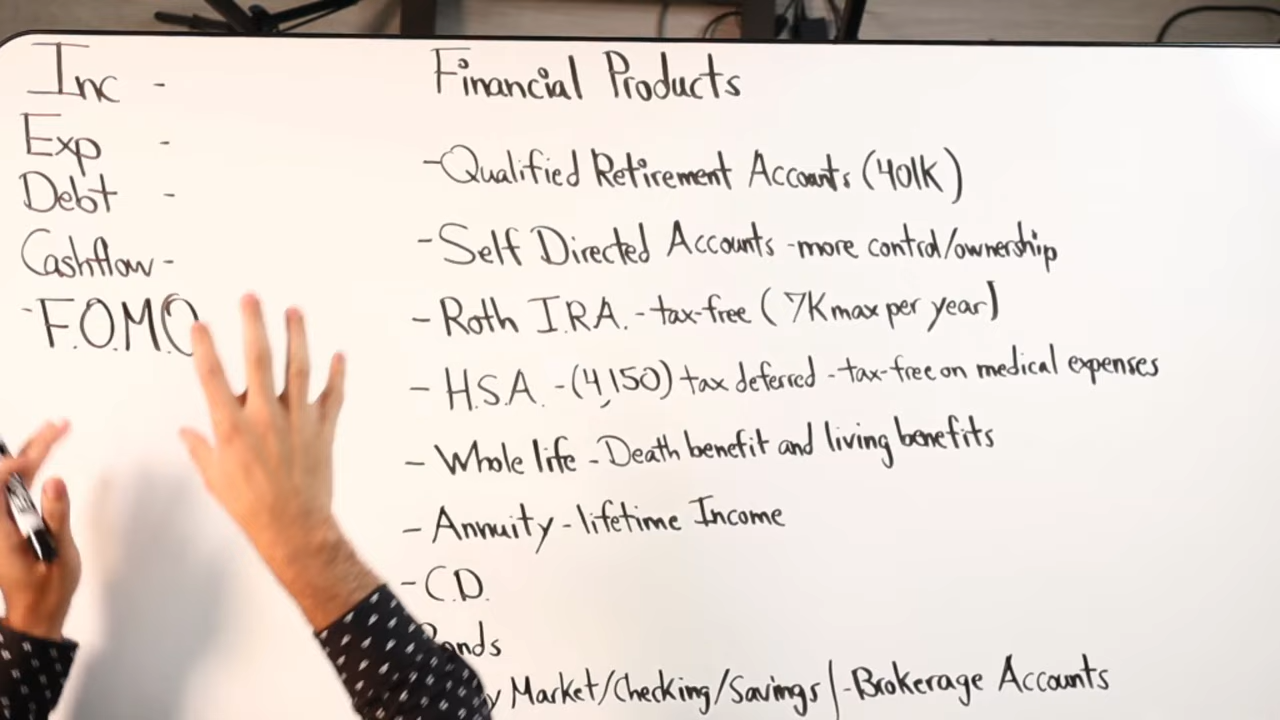 Inc -
Exp -
Debt -
Cashflow -
- F.O.M.O
Financial Products
- Qualified Retirement Accounts (401K)
- Self Directed Accounts - more control/ownership
- Roth I.R.A. - tax-free (7K max per year)
- H.S.A. - (4,150) tax deferred - tax-free on medical expenses
- Whole life - Death benefit and living benefits
- Annuity - lifetime Income
- C.D.
Bonds
Market/Checking/Savings | - Brokerage Accounts